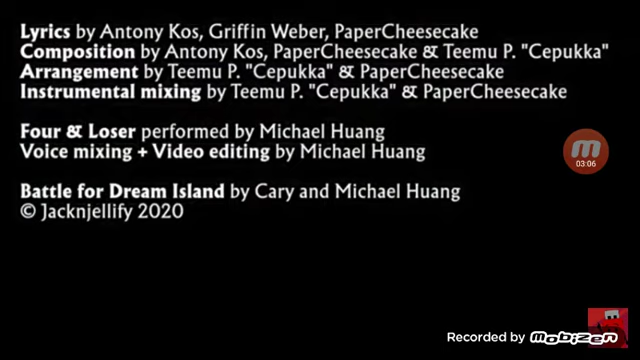 Lyrics by Antony Kos, Griffin Weber, PaperCheesecake
Composition by Antony Kos, PaperCheesecake & Teemu P. "Cepukka"
Arrangement by Teemu P. "Cepukka" & PaperCheesecake
Instrumental mixing by Teemu P. "Cepukka" & PaperCheesecake
Four & Loser performed by Michael Huang
Voice mixing + Video editing by Michael Huang
03:06
Battle for Dream Island by Cary and Michael Huang
© Jacknjellify 2020
Recorded by Mobizen